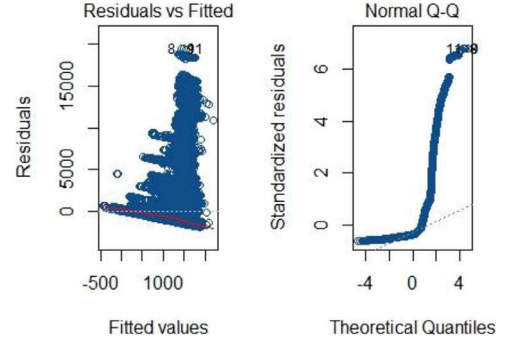 Residuals vs Fitted
Residuals
0 5000 15000
-500 1000
Fitted values
Normal Q-Q
Standardized residuals
0 2 4 6
-4 0 4
Theoretical Quantiles